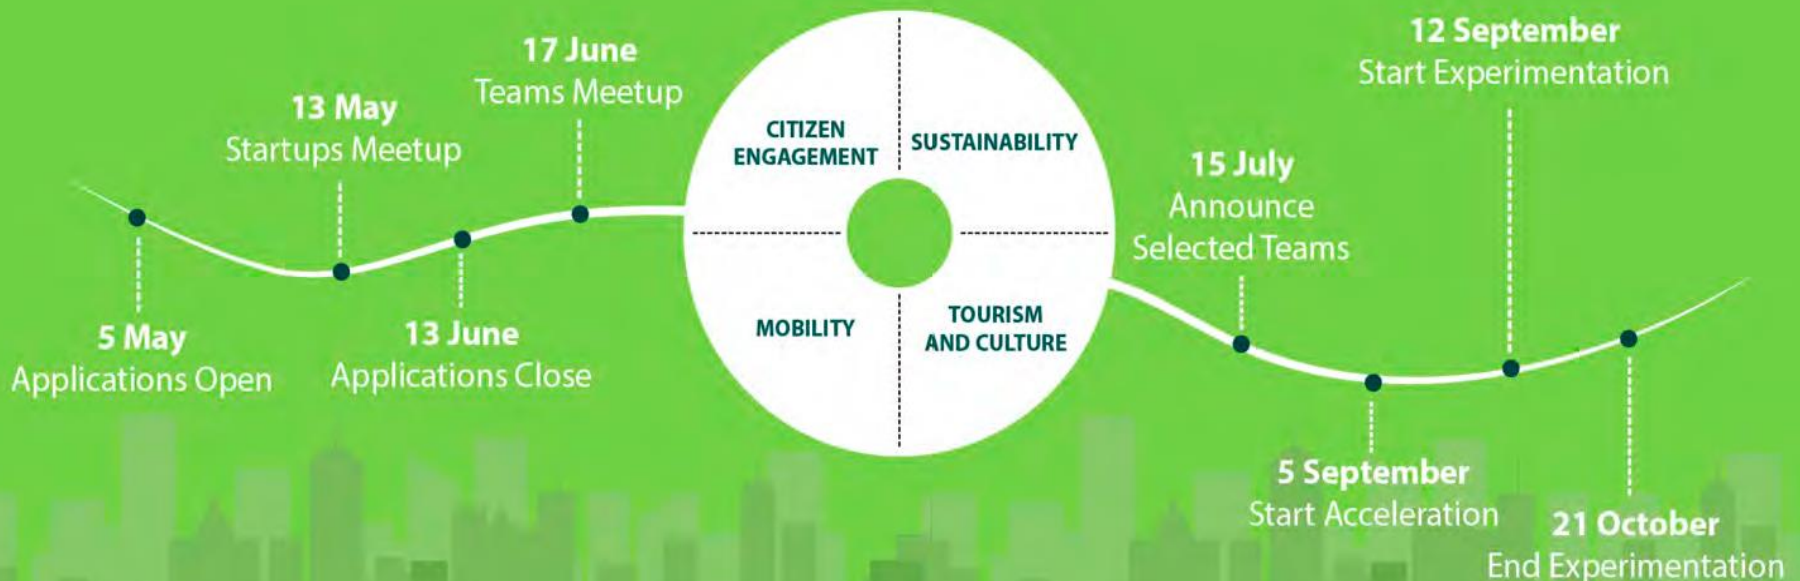 5 May
Applications Open
13 May
Startups Meetup
13 June
Applications Close
17 June
Teams Meetup
CITIZEN
ENGAGEMENT
SUSTAINABILITY
MOBILITY
TOURISM
AND CULTURE
15 July
Announce
Selected Teams
5 September
Start Acceleration
12 September
Start Experimentation
21 October
End Experimentation